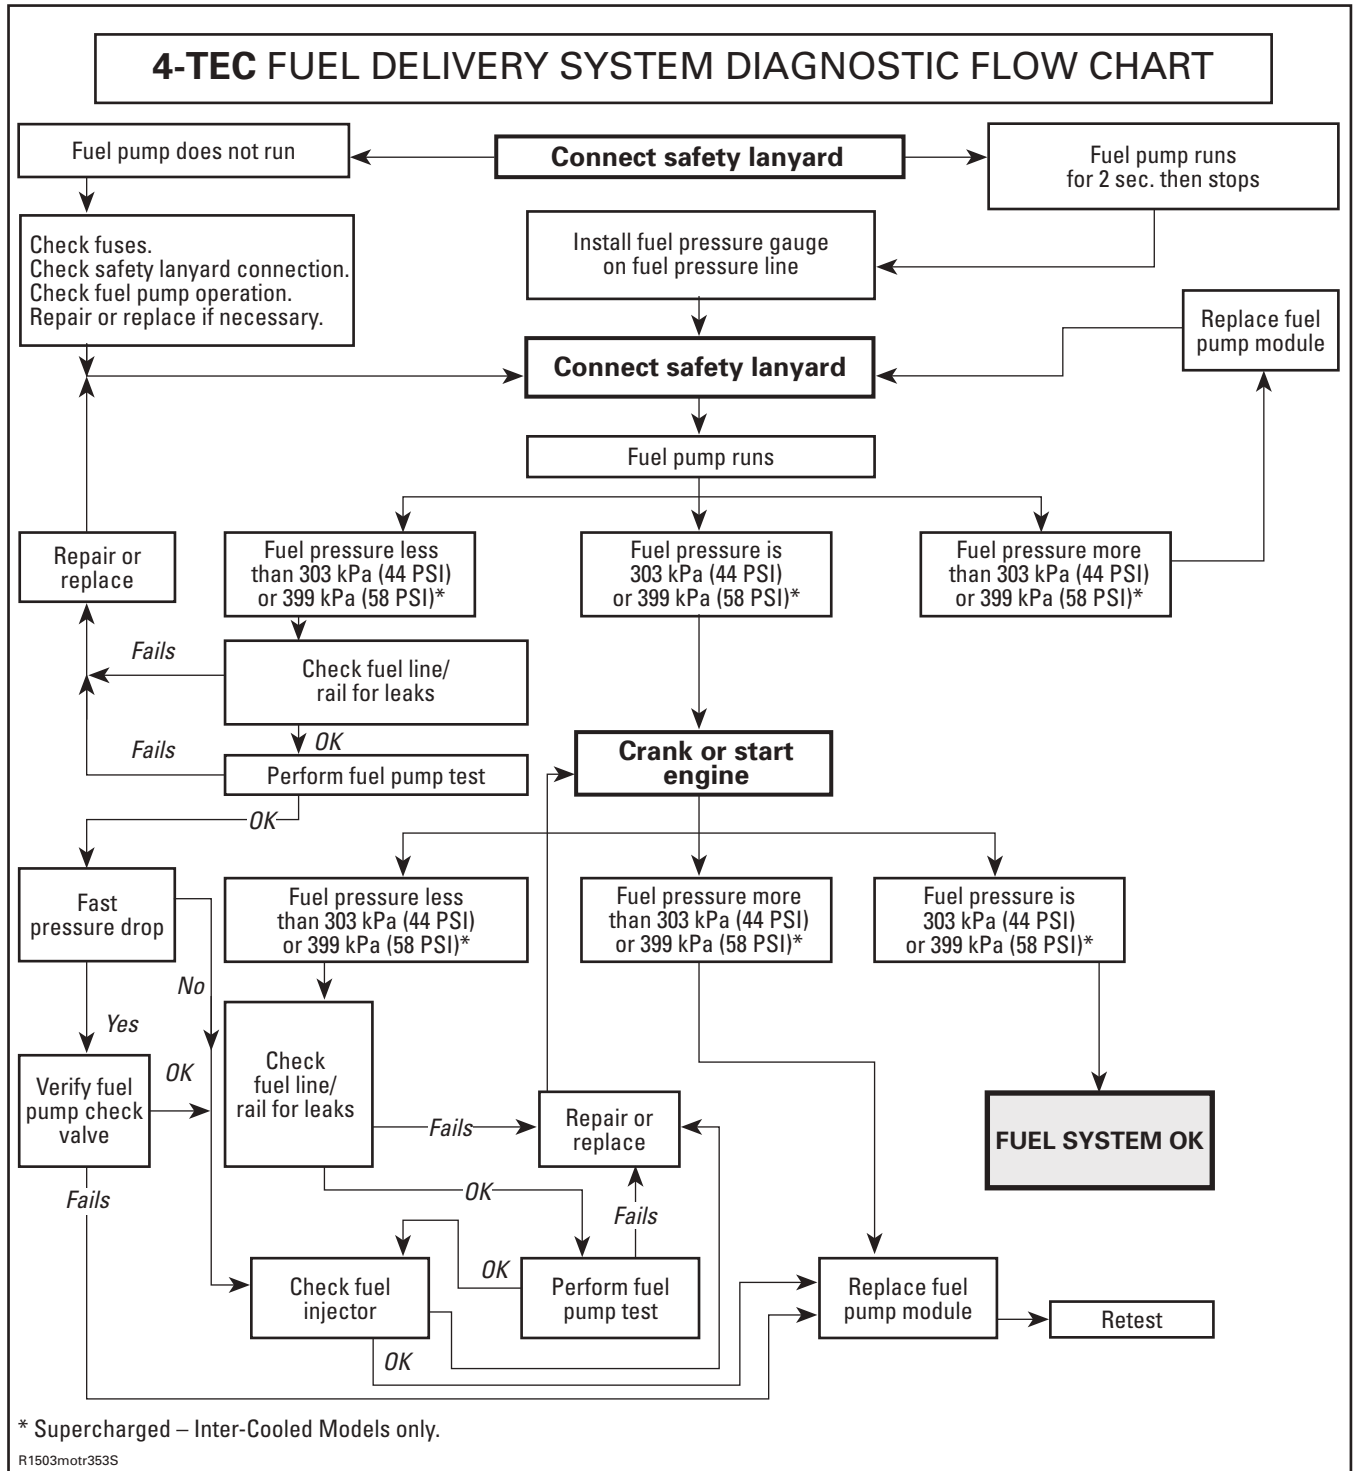 4-TEC FUEL DELIVERY SYSTEM DIAGNOSTIC FLOW CHART
Fuel pump does not run
Connect safety lanyard
Fuel pump runs
for 2 sec. then stops
Check fuses.
Check safety lanyard connection.
Check fuel pump operation.
Repair or replace if necessary.
Install fuel pressure gauge
on fuel pressure line
Replace fuel
pump module
Connect safety lanyard
Fuel pump runs
Repair or
replace
Fuel pressure less
than 303 kPa (44 PSI)
or 399 kPa (58 PSI)*
Fuel pressure is
303 kPa (44 PSI)
or 399 kPa (58 PSI)*
Fuel pressure more
than 303 kPa (44 PSI)
or 399 kPa (58 PSI)*
Fails
Check fuel line/
rail for leaks
OK
Fails
Perform fuel pump test
Crank or start
engine
OK
Fast
pressure drop
Fuel pressure less
than 303 kPa (44 PSI)
or 399 kPa (58 PSI)*
Fuel pressure more
than 303 kPa (44 PSI)
or 399 kPa (58 PSI)*
Fuel pressure is
303 kPa (44 PSI)
or 399 kPa (58 PSI)*
No
Yes
Verify fuel
pump check
valve
OK
Check
fuel line/
rail for leaks
Fails
Repair or
replace
FUEL SYSTEM OK
Fails
OK
Fails
Check fuel
injector
OK
Perform fuel
pump test
Replace fuel
pump module
Retest
OK
* Supercharged – Inter-Cooled Models only.
R1503motr353S